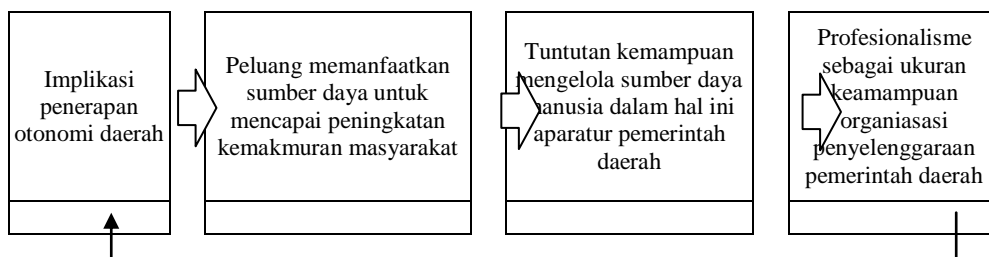 Implikasi
penerapan
otonomi daerah
Peluang memanfaatkan
sumber daya untuk
mencapai peningkatan
kemakmuran masyarakat
Tuntutan kemampuan
mengelola sumber daya
manusia dalam hal ini
aparatur pemerintah
daerah
Profesionalisme
sebagai ukuran
keamampuan
organiasasi
penyelenggaraan
pemerintah daerah